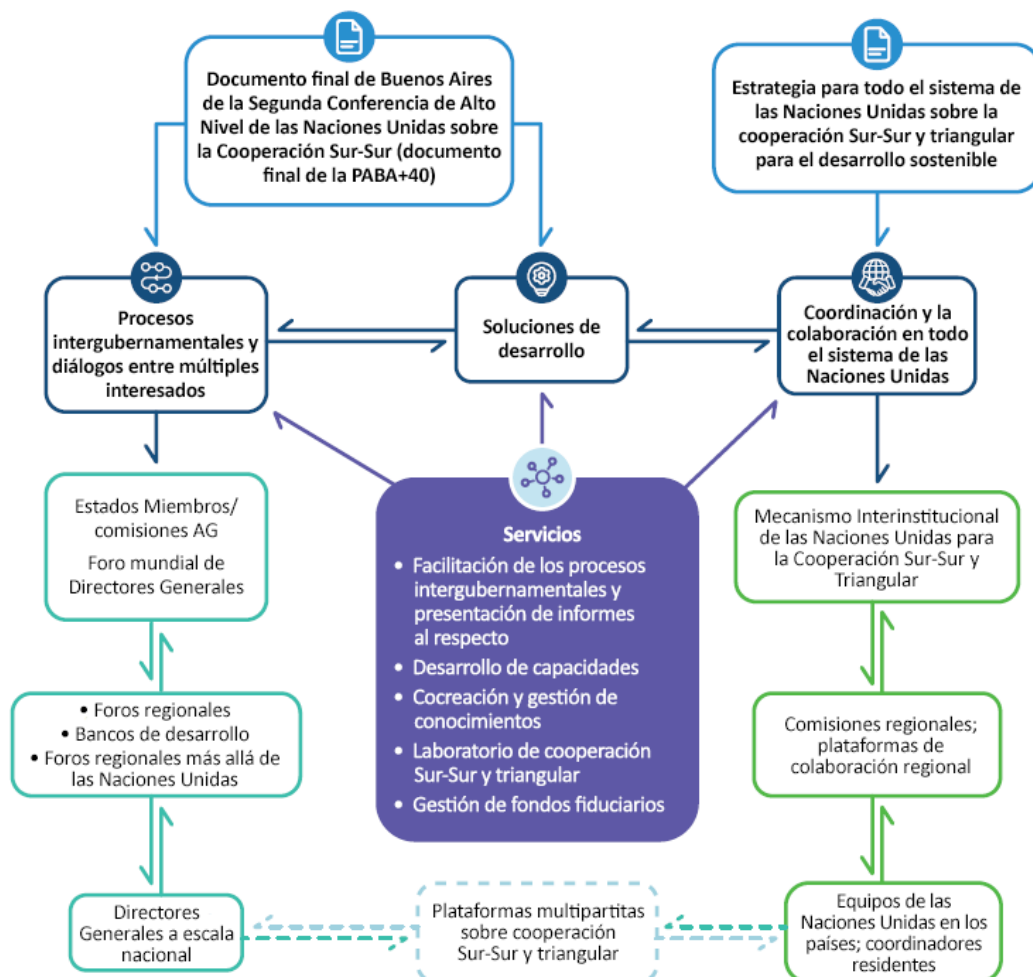 Documento final de Buenos Aires
de la Segunda Conferencia de Alto
Nivel de las Naciones Unidas sobre
la Cooperación Sur-Sur (documento
final de la PABA+40)
Estrategia para todo el sistema de
las Naciones Unidas sobre la
cooperación Sur-Sur y triangular
para el desarrollo sostenible
Procesos
intergubernamentales y
diálogos entre múltiples
interesados
Soluciones de
desarrollo
Coordinación y la
colaboración en todo
el sistema de las
Naciones Unidas
Estados Miembros/
comisiones AG
Foro mundial de
Directores Generales
Servicios
• Facilitación de los procesos
intergubernamentales y
presentación de informes
al respecto
• Desarrollo de capacidades
• Cocreación y gestión de
conocimientos
• Laboratorio de cooperación
Sur-Sur y triangular
• Gestión de fondos fiduciarios
Mecanismo Interinstitucional
de las Naciones Unidas para
la Cooperación Sur-Sur y
Triangular
• Foros regionales
• Bancos de desarrollo
• Foros regionales más allá de
las Naciones Unidas
Comisiones regionales;
plataformas de
colaboración regional
Directores
Generales a escala
nacional
Plataformas multipartitas
sobre cooperación
Sur-Sur y triangular
Equipos de las
Naciones Unidas en los
países; coordinadores
residentes